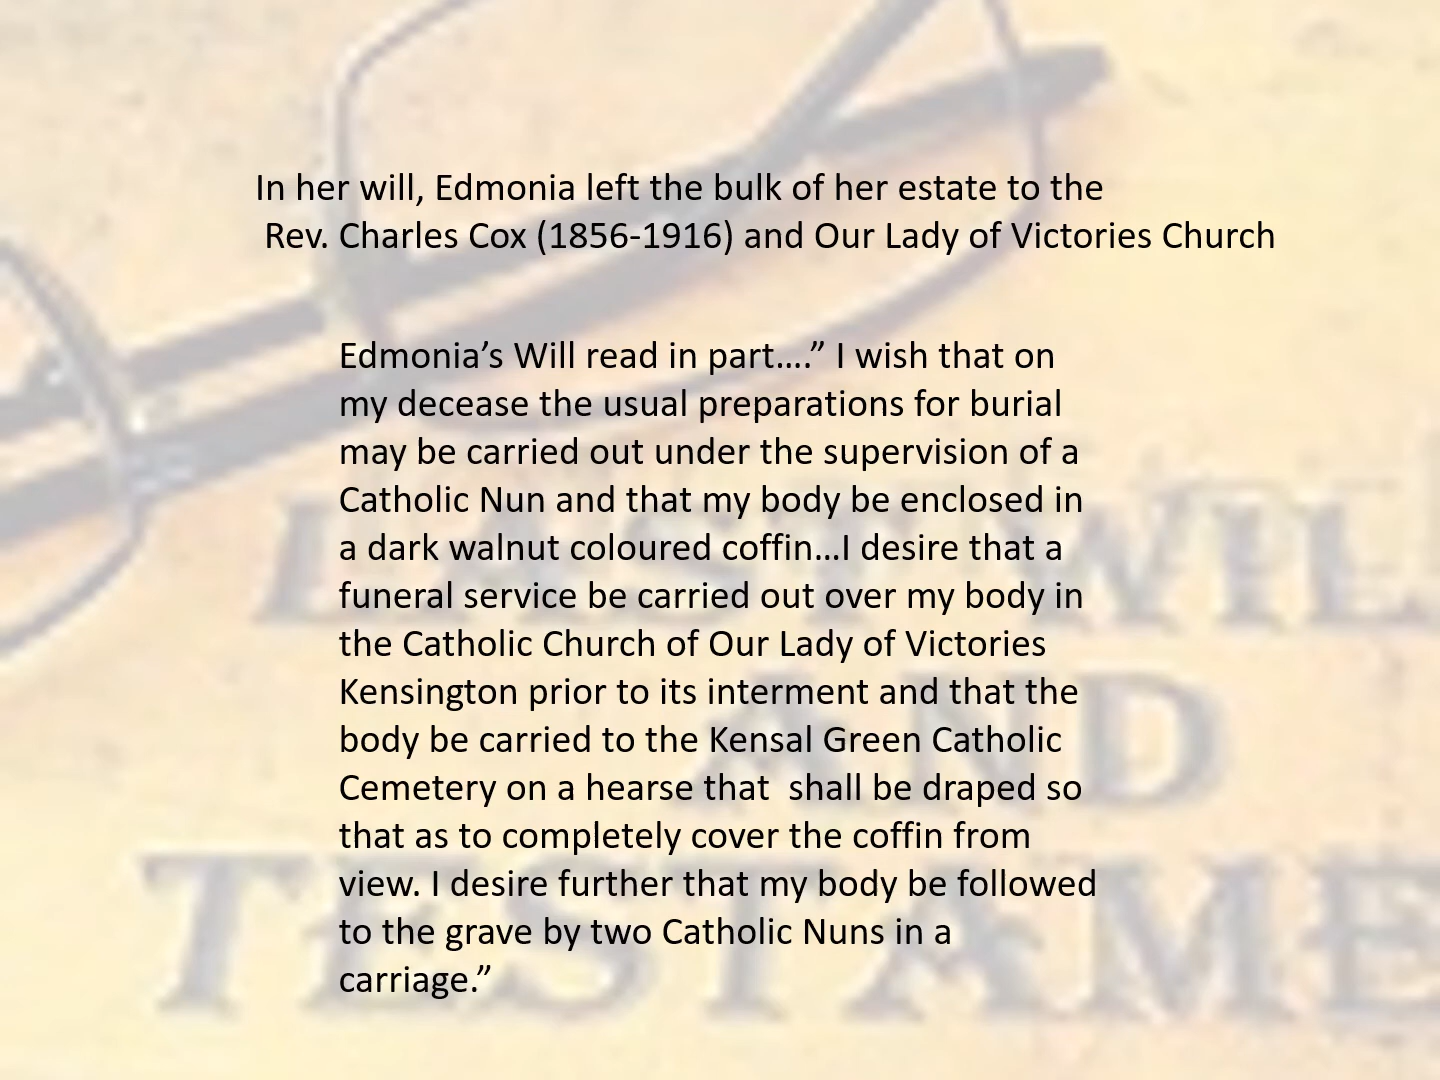 In her will, Edmonia left the bulk of her estate to the
Rev. Charles Cox (1856-1916) and Our Lady of Victories Church
Edmonia’s Will read in part….” I wish that on
my decease the usual preparations for burial
may be carried out under the supervision of a
Catholic Nun and that my body be enclosed in
a dark walnut coloured coffin…I desire that a
funeral service be carried out over my body in
the Catholic Church of Our Lady of Victories
Kensington prior to its interment and that the
body be carried to the Kensal Green Catholic
Cemetery on a hearse that  shall be draped so
that as to completely cover the coffin from
view. I desire further that my body be followed
to the grave by two Catholic Nuns in a
carriage.”
LAST WIL
AND
TESTAME